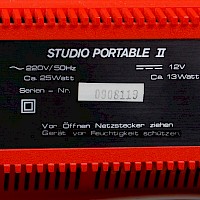 STUDIO PORTABLE II
~ 220V/50Hz ⎓ 12V
Ca. 25Watt Ca. 13Watt
Serien - Nr. 0908119
Vor Öffnen Netzstecker ziehen
Gerät vor Feuchtigkeit schützen